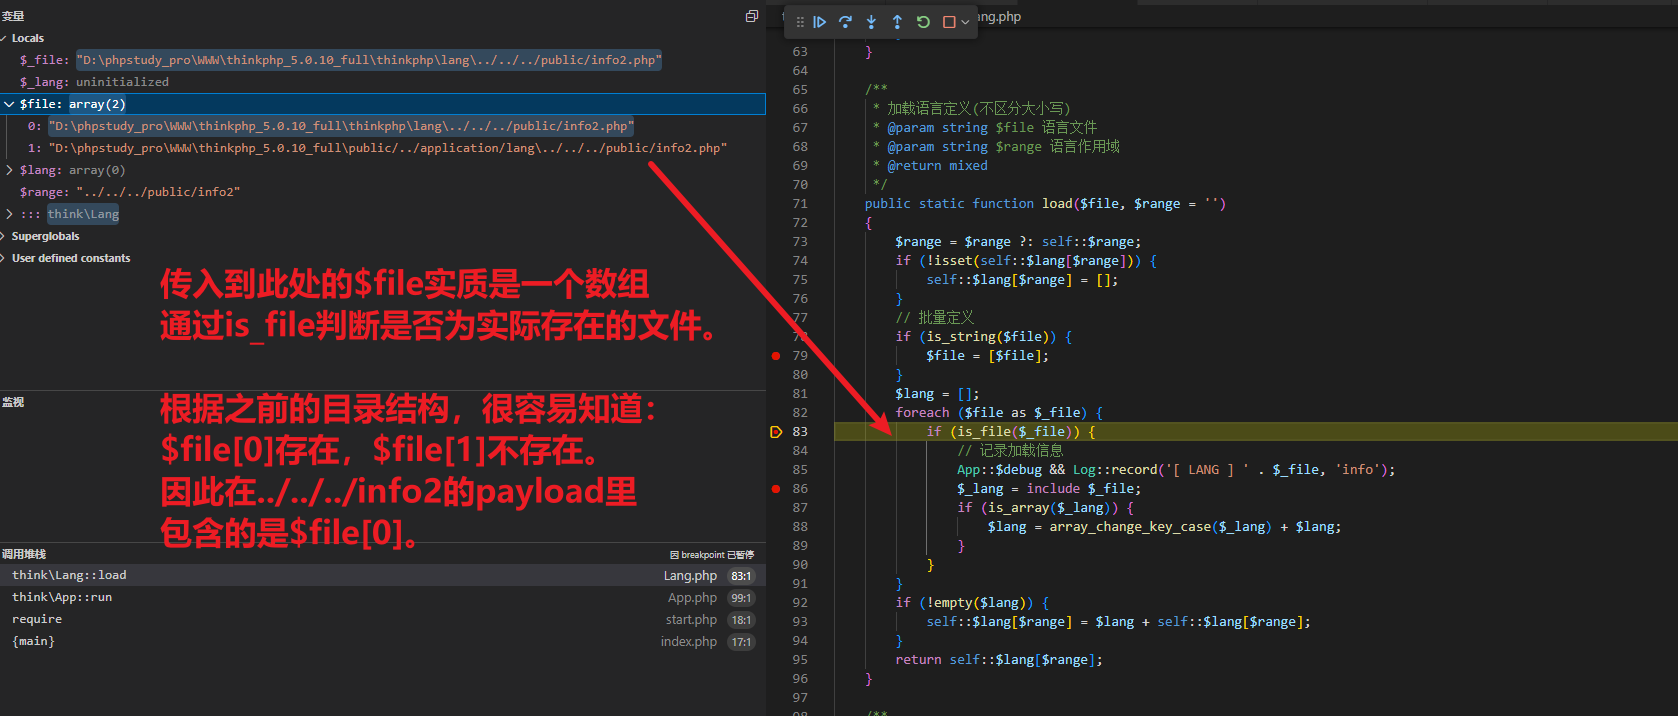 变量
Locals
$_file: "D:\phpstudy_pro\WWW\thinkphp_5.0.10_full\thinkphp\lang\../../../public/info2.php"
$_lang: uninitialized
$file: array(2)
0: "D:\phpstudy_pro\WWW\thinkphp_5.0.10_full\thinkphp\lang\../../../public/info2.php"
1: "D:\phpstudy_pro\WWW\thinkphp_5.0.10_full\public/../application/lang\../../../public/info2.php"
$lang: array(0)
$range: "../../../public/info2"
::: think\Lang
Superglobals
User defined constants
传入到此处的$file实质是一个数组
通过is_file判断是否为实际存在的文件。
监视
根据之前的目录结构，很容易知道：
$file[0]存在，$file[1]不存在。
因此在../../../info2的payload里
包含的是$file[0]。
调用堆栈
因 breakpoint 已暂停
think\Lang::load Lang.php 83:1
think\App::run App.php 99:1
require start.php 18:1
{main} index.php 17:1
ng.php
63 }
64
65 /**
66 * 加载语言定义(不区分大小写)
67 * @param string $file 语言文件
68 * @param string $range 语言作用域
69 * @return mixed
70 */
71 public static function load($file, $range = '')
72 {
73 $range = $range ?: self::$range;
74 if (!isset(self::$lang[$range])) {
75 self::$lang[$range] = [];
76 }
77 // 批量定义
78 if (is_string($file)) {
79 $file = [$file];
80 }
81 $lang = [];
82 foreach ($file as $_file) {
83 if (is_file($_file)) {
84 // 记录加载信息
85 App::$debug && Log::record('[ LANG ] ' . $_file, 'info');
86 $_lang = include $_file;
87 if (is_array($_lang)) {
88 $lang = array_change_key_case($_lang) + $lang;
89 }
90 }
91 }
92 if (!empty($lang)) {
93 self::$lang[$range] = $lang + self::$lang[$range];
94 }
95 return self::$lang[$range];
96 }
97
98 /**